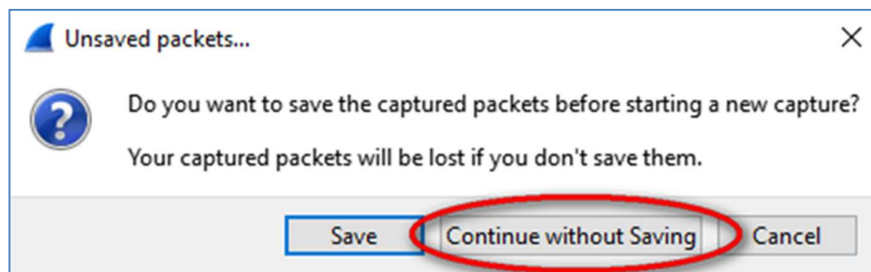 Unsaved packets...
Do you want to save the captured packets before starting a new capture?
Your captured packets will be lost if you don't save them.
Save Continue without Saving Cancel